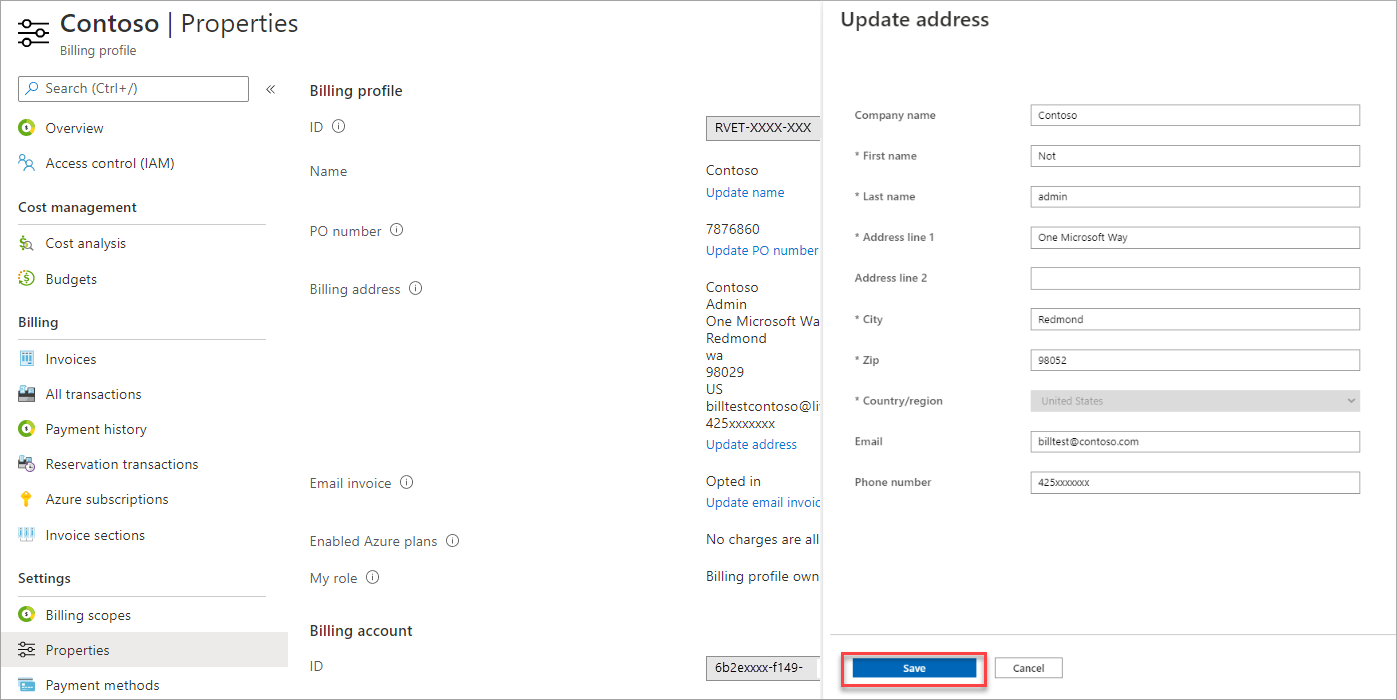 Contoso | Properties
Billing profile
Search (Ctrl+/)
«
Overview
Access control (IAM)
Cost management
Cost analysis
Budgets
Billing
Invoices
All transactions
Payment history
Reservation transactions
Azure subscriptions
Invoice sections
Settings
Billing scopes
Properties
Payment methods
Billing profile
ID
RVET-XXXX-XXX
Name
Contoso
Update name
PO number
7876860
Update PO number
Billing address
Contoso
Admin
One Microsoft Wa
Redmond
wa
98029
US
billtestcontoso@li
425xxxxxxx
Update address
Email invoice
Opted in
Update email invoic
Enabled Azure plans
No charges are all
My role
Billing profile own
Billing account
ID
6b2exxxx-f149-
Update address
Company name
Contoso
* First name
Not
* Last name
admin
* Address line 1
One Microsoft Way
Address line 2
* City
Redmond
* Zip
98052
* Country/region
United States
Email
billtest@contoso.com
Phone number
425xxxxxxx
Save
Cancel